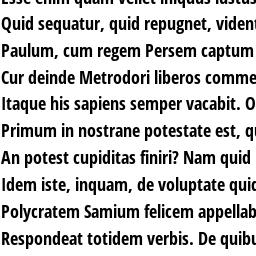 Esse enim quam vellet iniquus iustus
Quid sequatur, quid repugnet, vident
Paulum, cum regem Persem captum
Cur deinde Metrodori liberos comme
Itaque his sapiens semper vacabit. O
Primum in nostrane potestate est, qu
An potest cupiditas finiri? Nam quid
Idem iste, inquam, de voluptate quid
Polycratem Samium felicem appellab
Respondeat totidem verbis. De quibu